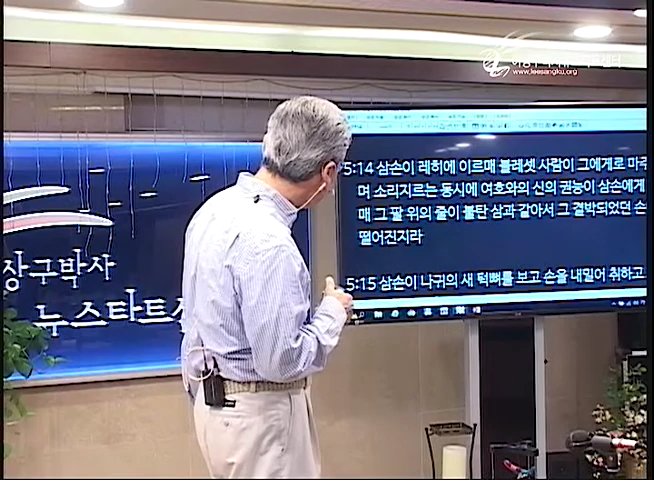 www.leesangku.org
5:14 삼손이 레히에 이르매 블레셋 사람이 그에게로 마주
며 소리지르는 동시에 여호와의 신의 권능이 삼손에게
매 그 팔 위의 줄이 불탄 삼과 같아서 그 결박되었던 손
떨어진지라
5:15 삼손이 나귀의 새 턱뼈를 보고 손을 내밀어 취하고
장구박사
뉴스타트